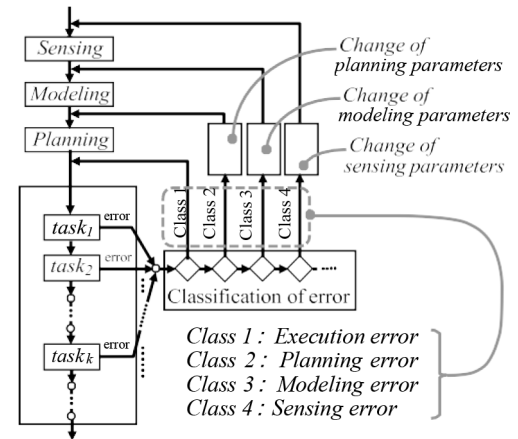 Sensing
Modeling
Planning
Change of
planning parameters
Change of
modeling parameters
Change of
sensing parameters
Class 1
Class 2
Class 3
Class 4
task1
error
task2
error
taskk
error
Classification of error
Class 1 : Execution error
Class 2 : Planning error
Class 3 : Modeling error
Class 4 : Sensing error